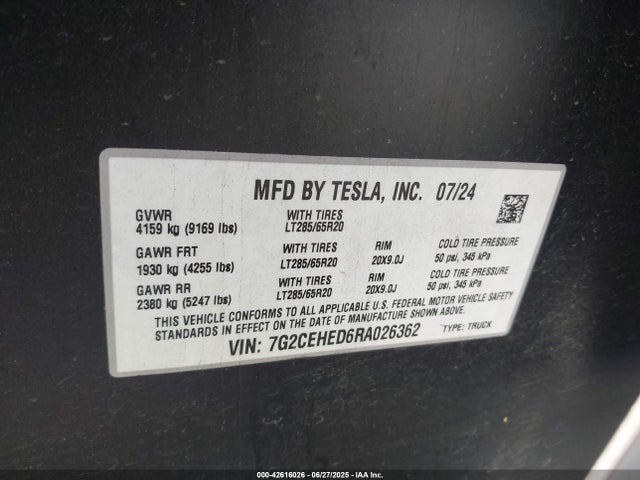 MFD BY TESLA, INC. 07/24
GVWR WITH TIRES
4159 kg (9169 lbs) LT285/65R20
GAWR FRT WITH TIRES RIM COLD TIRE PRESSURE
1930 kg (4255 lbs) LT285/65R20 20X9.0J 50 psi, 345 kPa
GAWR RR WITH TIRES RIM COLD TIRE PRESSURE
2380 kg (5247 lbs) LT285/65R20 20X9.0J 50 psi, 345 kPa
THIS VEHICLE CONFORMS TO ALL APPLICABLE U.S. FEDERAL MOTOR VEHICLE SAFETY
STANDARDS IN EFFECT ON THE DATE OF MANUFACTURE SHOWN ABOVE.
VIN: 7G2CEHED6RA026362 TYPE: TRUCK
000-42616026 - 06/27/2025 - IAA Inc.